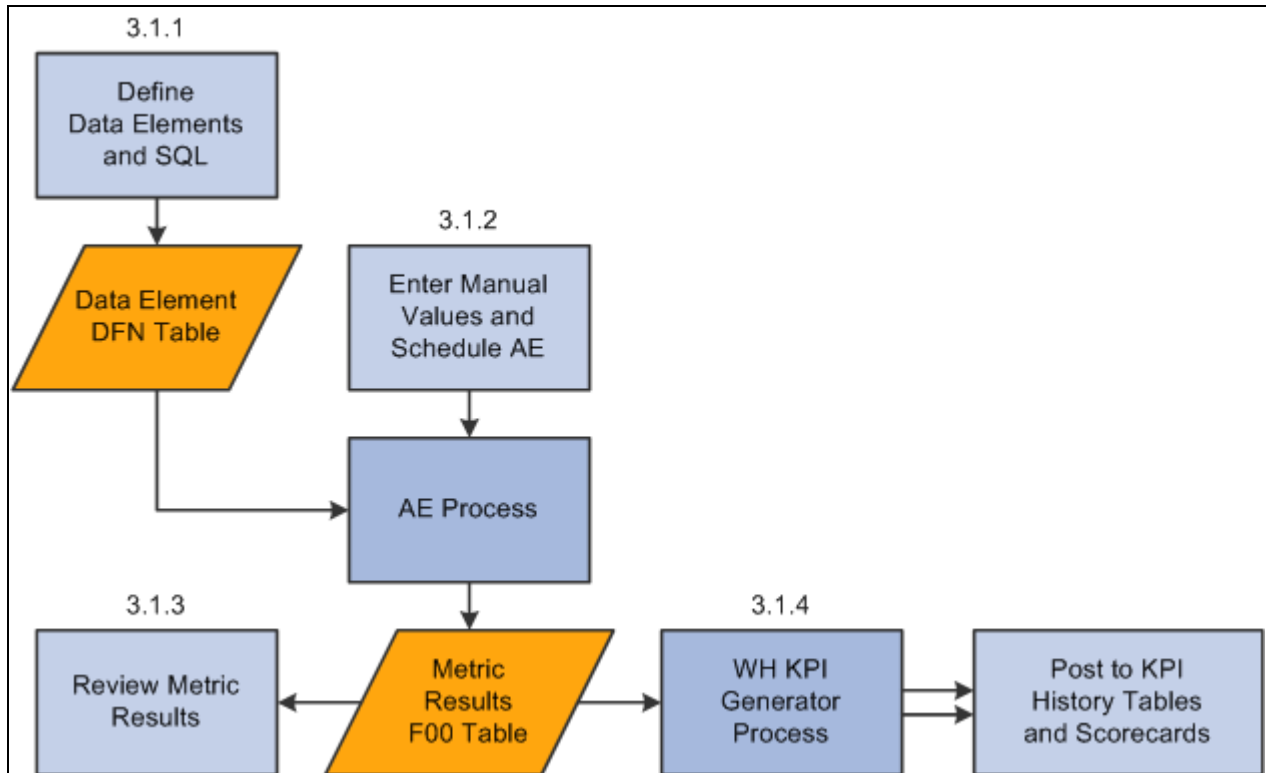 3.1.1
Define
Data Elements
and SQL
Data Element
DFN Table
3.1.2
Enter Manual
Values and
Schedule AE
AE Process
3.1.3
Review Metric
Results
Metric
Results
F00 Table
3.1.4
WH KPI
Generator
Process
Post to KPI
History Tables
and Scorecards